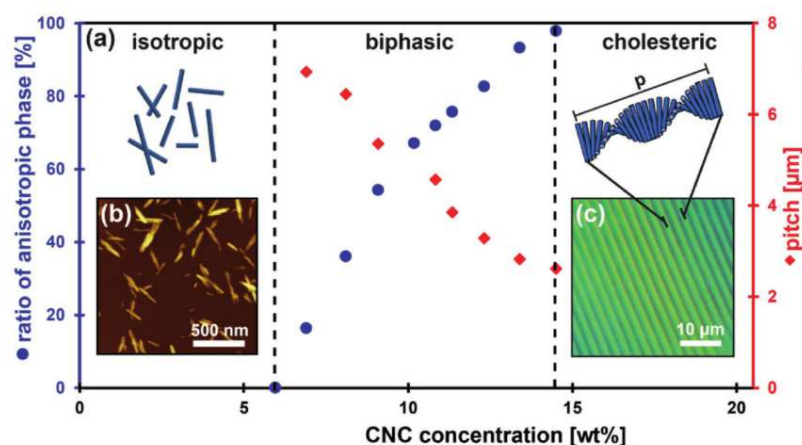 (a) isotropic biphasic cholesteric
p
(b)
500 nm
(c)
10 µm
100
80
60
40
20
0
● ratio of anisotropic phase [%]
8
6
4
2
0
◆ pitch [µm]
0 5 10 15 20
CNC concentration [wt%]